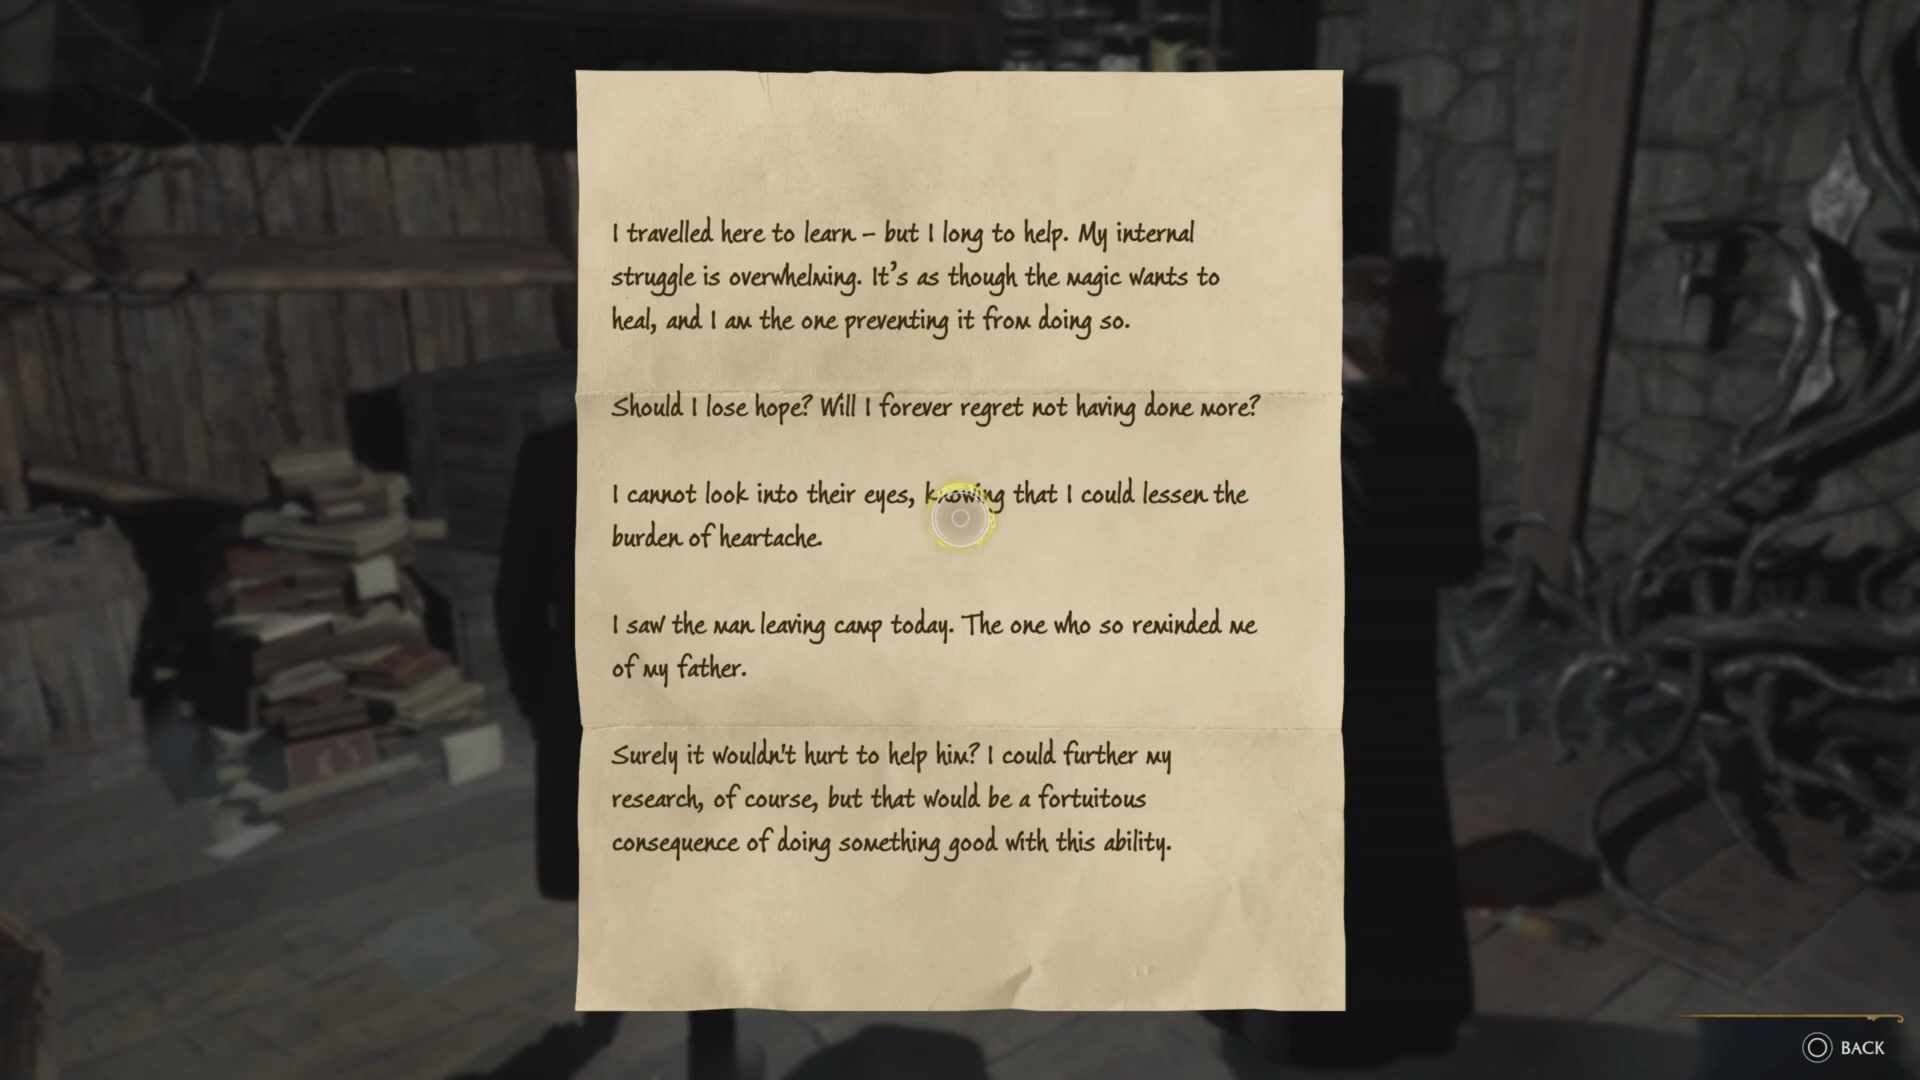 I travelled here to learn – but I long to help. My internal
struggle is overwhelming. It's as though the magic wants to
heal, and I am the one preventing it from doing so.
Should I lose hope? Will I forever regret not having done more?
I cannot look into their eyes, knowing that I could lessen the
burden of heartache.
I saw the man leaving camp today. The one who so reminded me
of my father.
Surely it wouldn't hurt to help him? I could further my
research, of course, but that would be a fortuitous
consequence of doing something good with this ability.
BACK